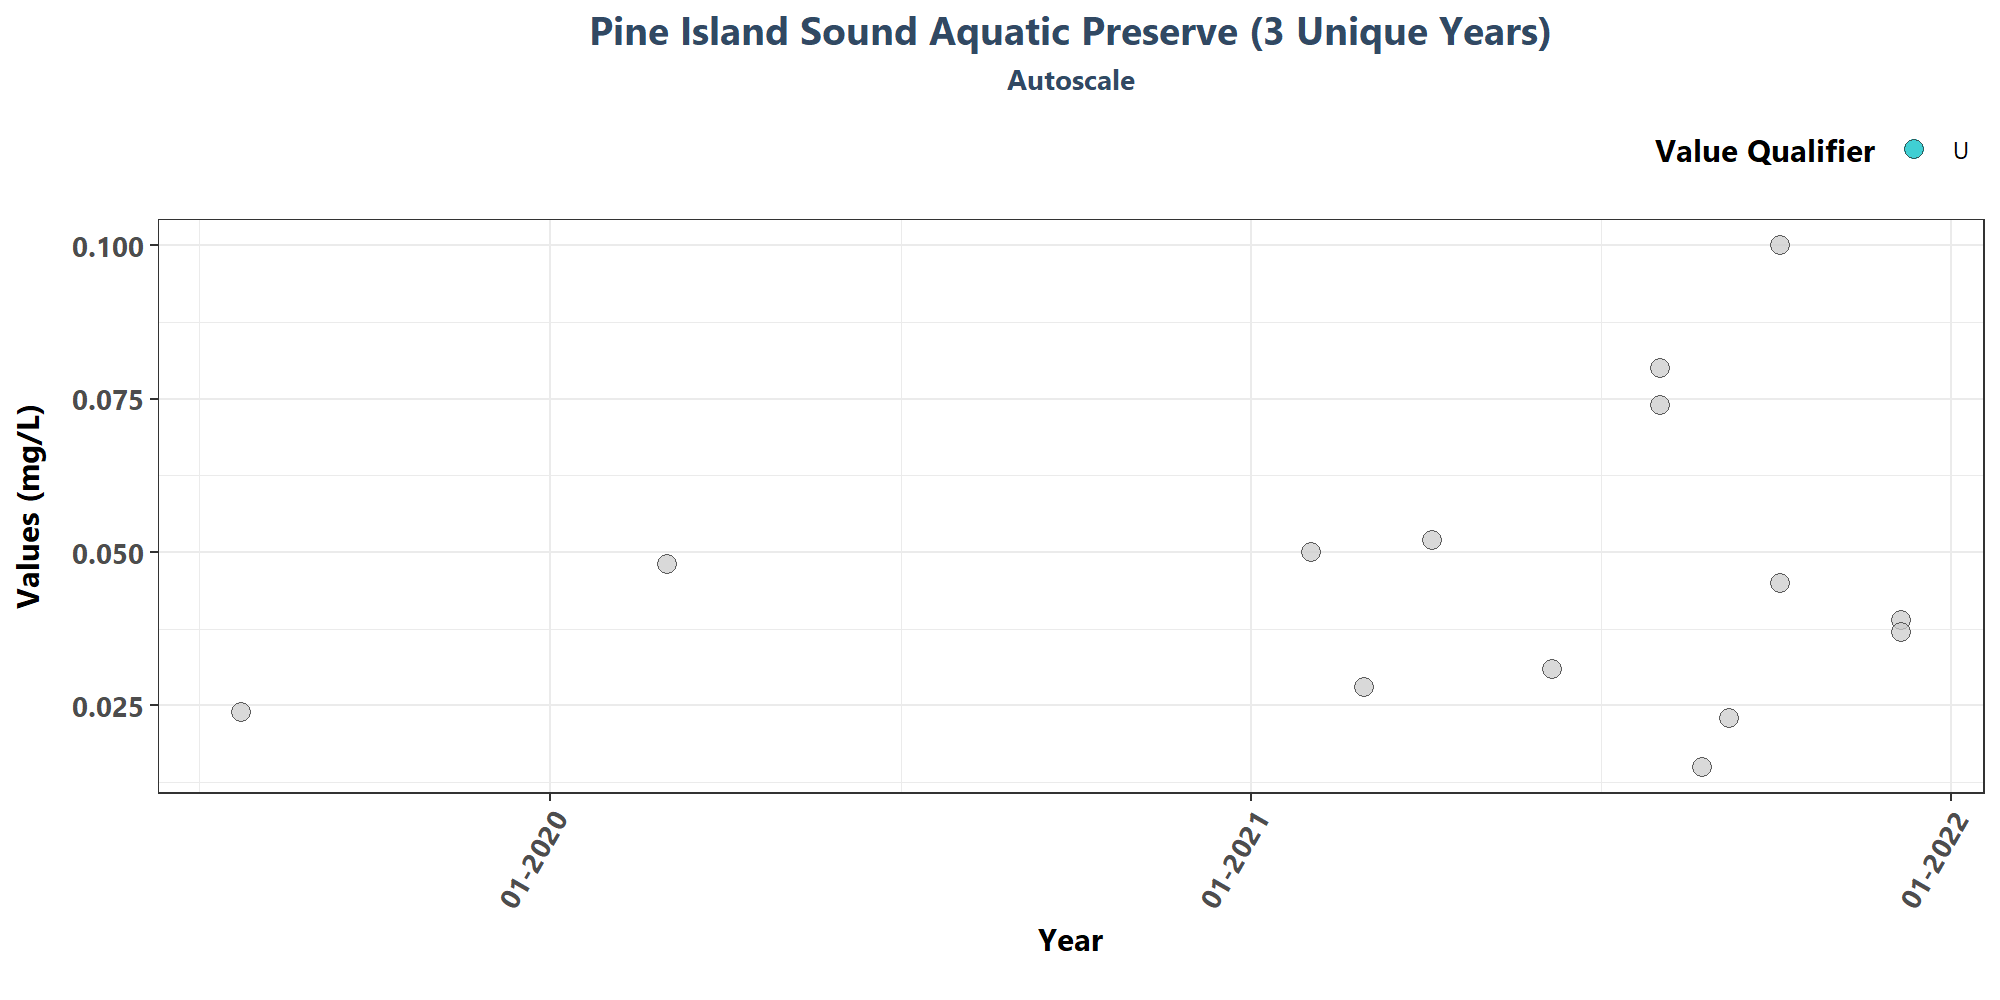 Pine Island Sound Aquatic Preserve (3 Unique Years)
Autoscale
Value Qualifier U
0.100
0.075
0.050
0.025
Values (mg/L)
01-2020
01-2021
01-2022
Year